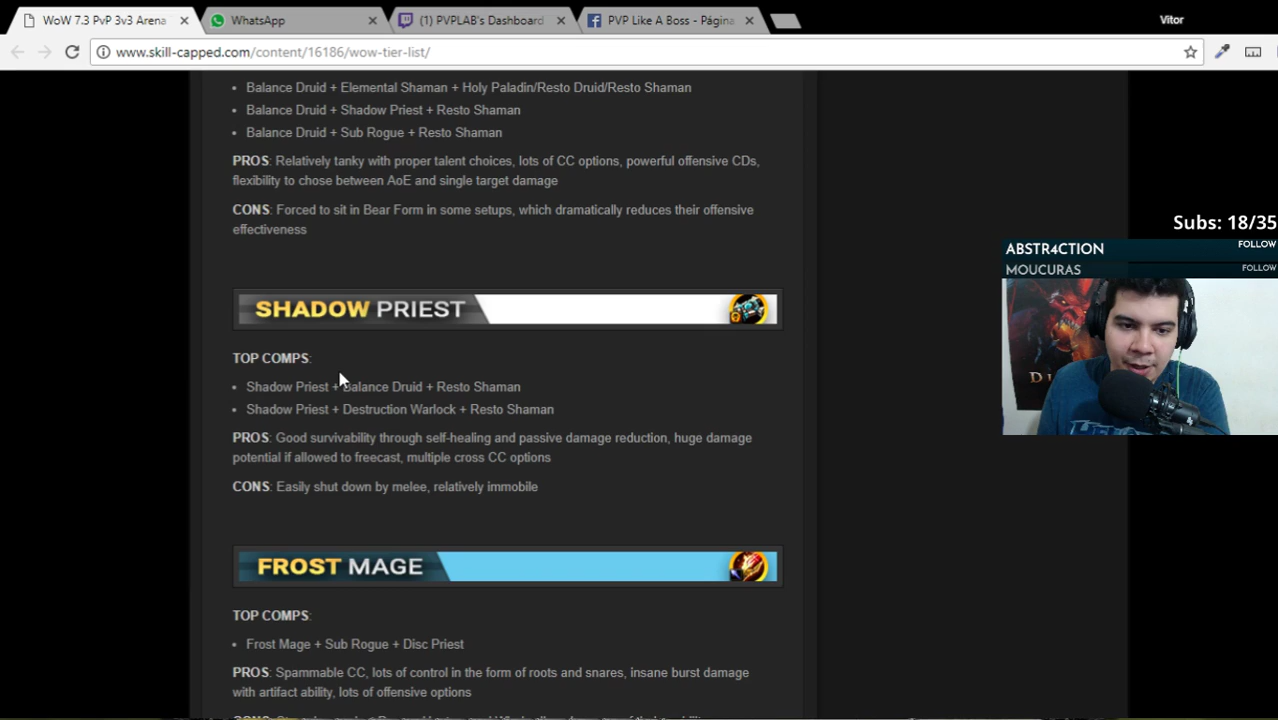 WoW 7.3 PvP 3v3 Arena
WhatsApp
(1) PVPLAB's Dashboard
PVP Like A Boss - Página
Vitor
www.skill-capped.com/content/16186/wow-tier-list/
• Balance Druid + Elemental Shaman + Holy Paladin/Resto Druid/Resto Shaman
• Balance Druid + Shadow Priest + Resto Shaman
• Balance Druid + Sub Rogue + Resto Shaman
PROS: Relatively tanky with proper talent choices, lots of CC options, powerful offensive CDs,
flexibility to chose between AoE and single target damage
CONS: Forced to sit in Bear Form in some setups, which dramatically reduces their offensive
effectiveness
Subs: 18/35
ABSTR4CTION FOLLOW
MOUCURAS FOLLOW
D
SHADOW PRIEST
TOP COMPS:
• Shadow Priest + Balance Druid + Resto Shaman
• Shadow Priest + Destruction Warlock + Resto Shaman
PROS: Good survivability through self-healing and passive damage reduction, huge damage
potential if allowed to freecast, multiple cross CC options
CONS: Easily shut down by melee, relatively immobile
FROST MAGE
TOP COMPS:
• Frost Mage + Sub Rogue + Disc Priest
PROS: Spammable CC, lots of control in the form of roots and snares, insane burst damage
with artifact ability, lots of offensive options